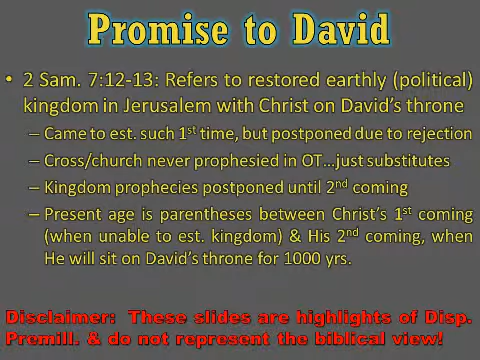 Promise to David
• 2 Sam. 7:12-13: Refers to restored earthly (political)
kingdom in Jerusalem with Christ on David's throne
– Came to est. such 1st time, but postponed due to rejection
– Cross/church never prophesied in OT…just substitutes
– Kingdom prophecies postponed until 2nd coming
– Present age is parentheses between Christ's 1st coming
(when unable to est. kingdom) & His 2nd coming, when
He will sit on David's throne for 1000 yrs.
Disclaimer: These slides are highlights of Disp.
Premill. & do not represent the biblical view!